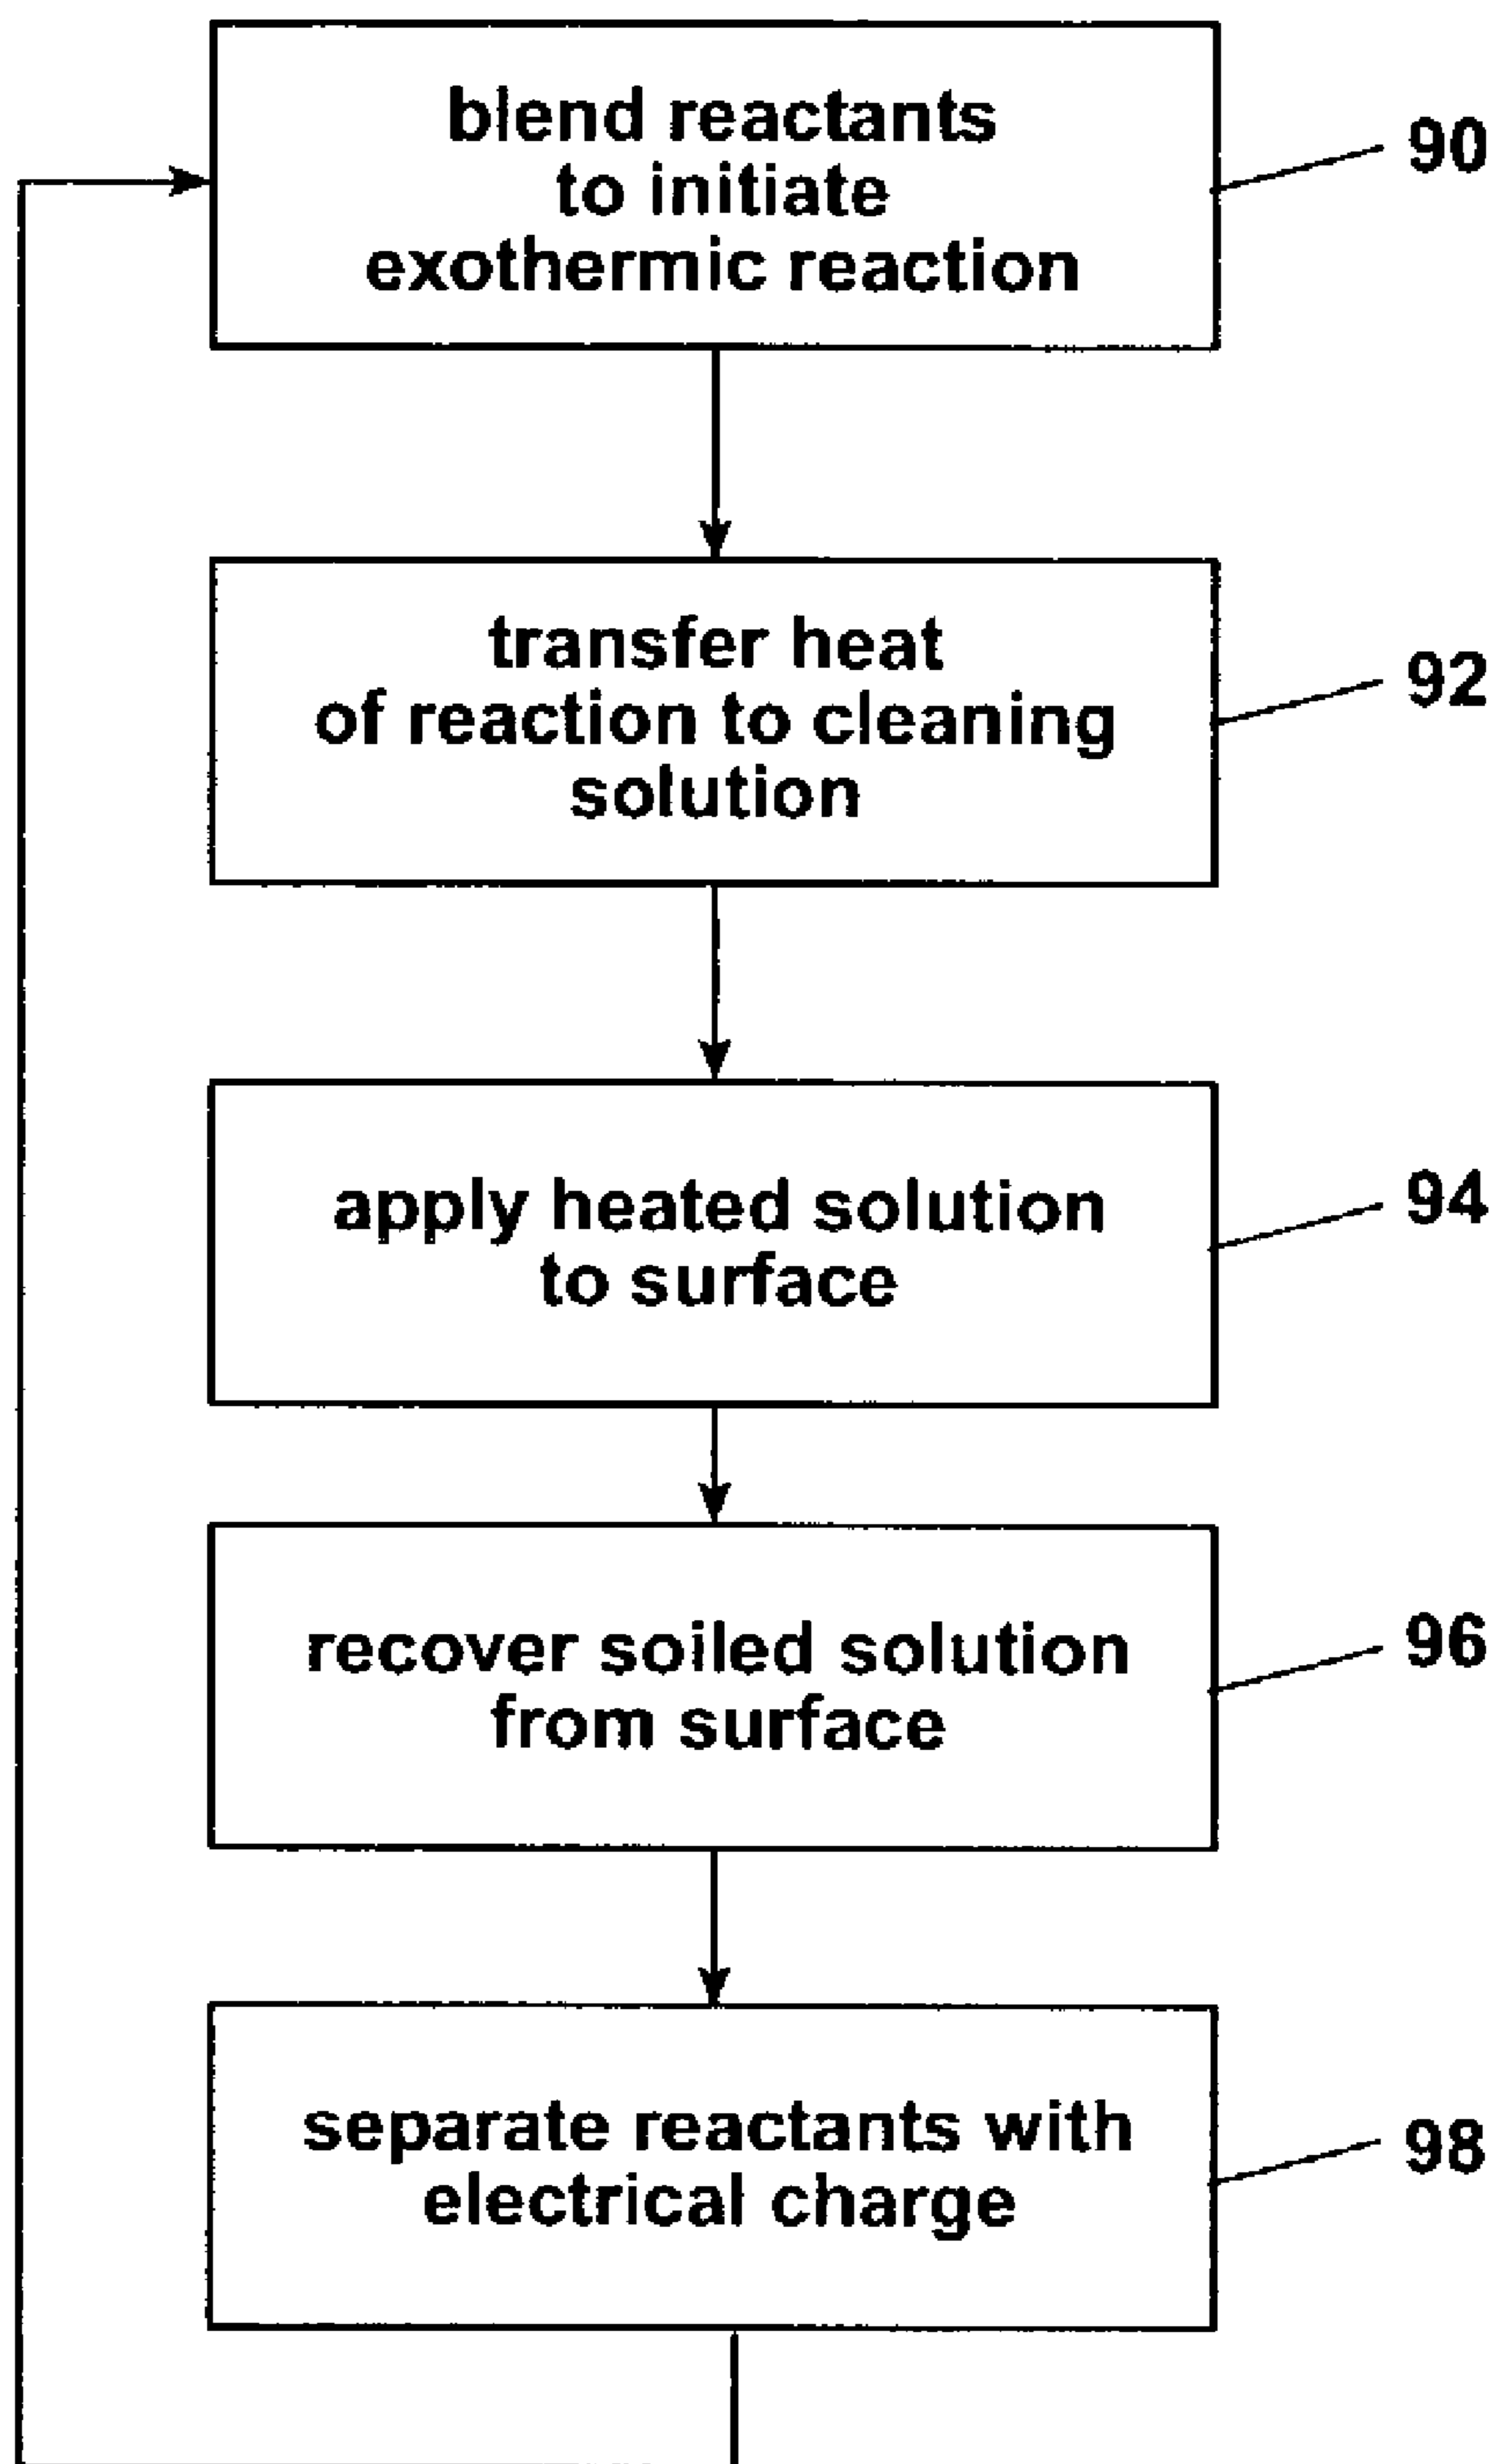 blend reactants
to initiate
exothermic reaction
90
transfer heat
of reaction to cleaning
solution
92
apply heated solution
to surface
94
recover soiled solution
from surface
96
separate reactants with
electrical charge
98